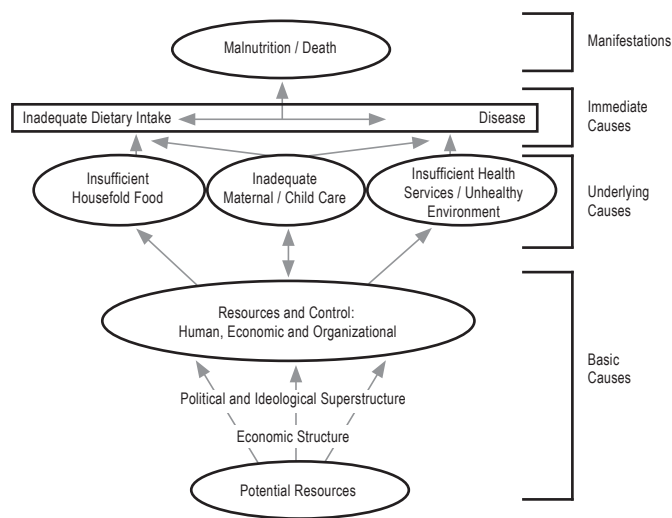 Malnutrition / Death
Manifestations
Inadequate Dietary Intake
Disease
Immediate
Causes
Insufficient
Housefold Food
Inadequate
Maternal / Child Care
Insufficient Health
Services / Unhealthy
Environment
Underlying
Causes
Resources and Control:
Human, Economic and Organizational
Basic
Causes
Political and Ideological Superstructure
Economic Structure
Potential Resources